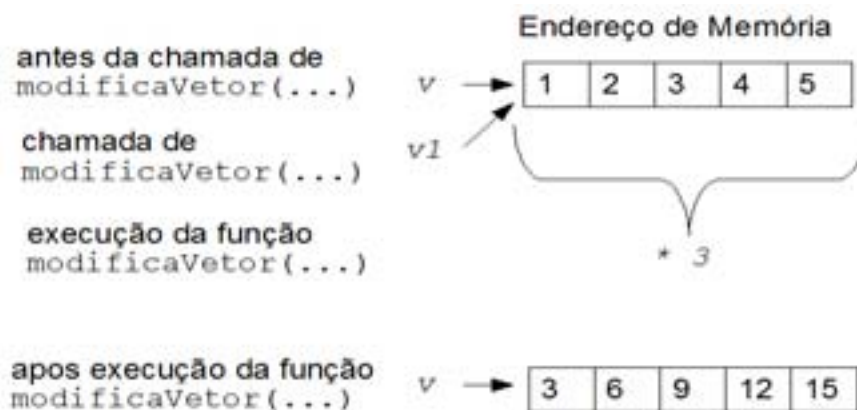 Endereço de Memória
antes da chamada de
modificaVetor(...)
v
1 2 3 4 5
chamada de
modificaVetor(...)
v1
execução da função
modificaVetor(...)
* 3
apos execução da função
modificaVetor(...)
v
3 6 9 12 15